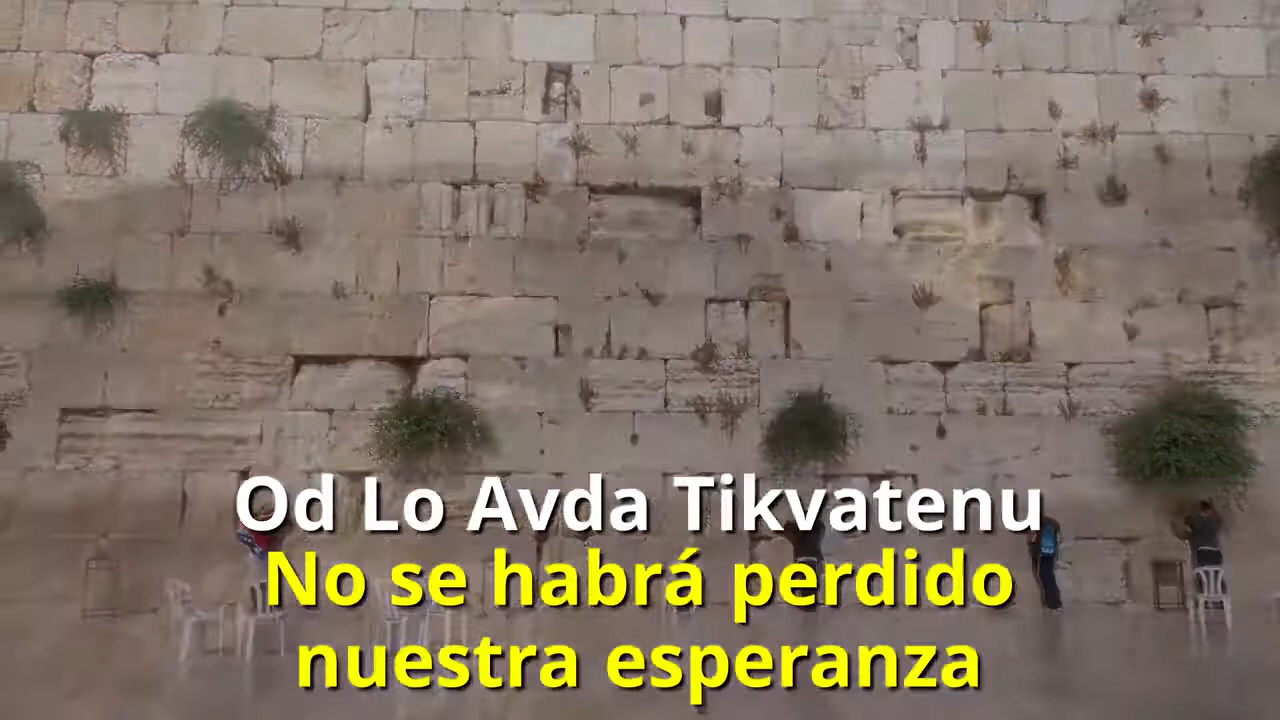 Od Lo Avda Tikvatenu
No se habrá perdido
nuestra esperanza